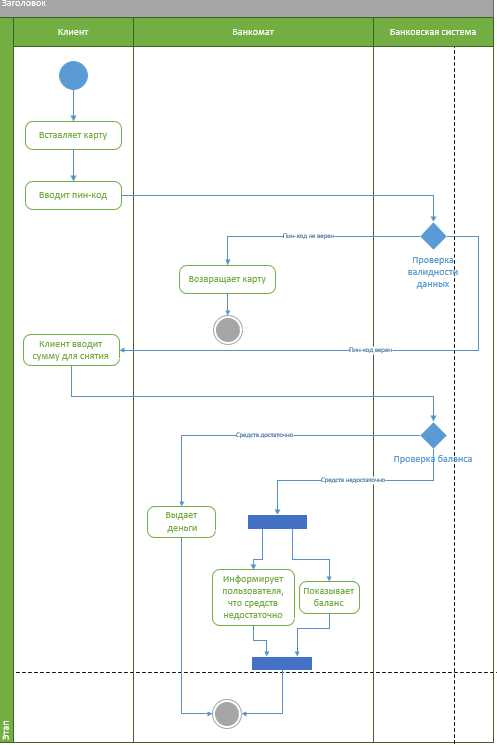 Заголовок
Клиент
Банкомат
Банковская система
Вставляет карту
Вводит пин-код
Пин-код не верен
Проверка
валидности
данных
Возвращает карту
Клиент вводит
сумму для снятия
Пин-код верен
Средств достаточно
Проверка баланса
Средств недостаточно
Выдает
деньги
Информирует
пользователя,
что средств
недостаточно
Показывает
баланс
Этап